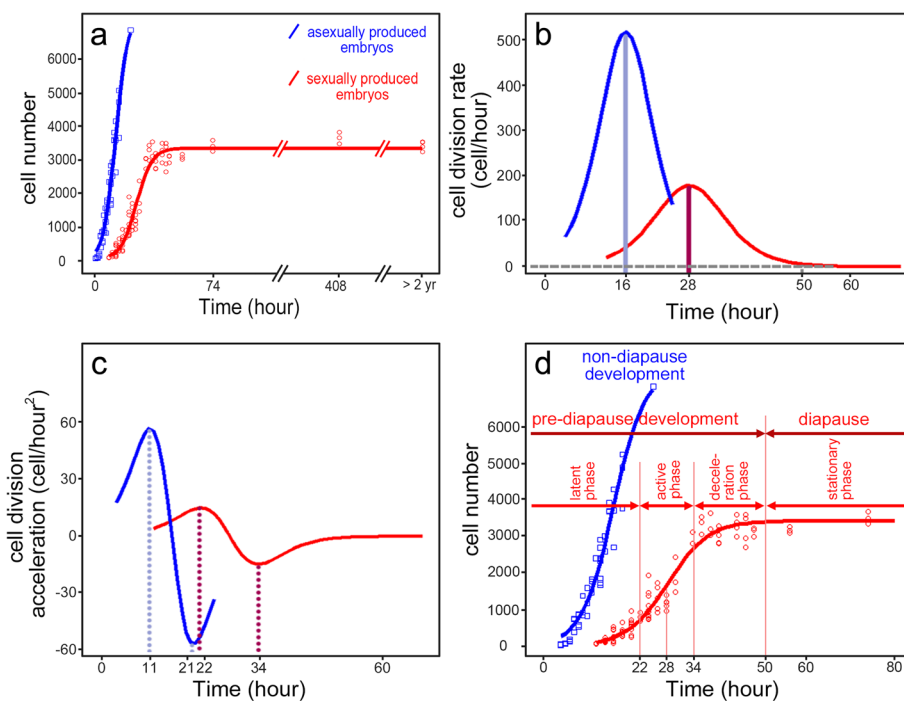 a
asexually produced
embryos
sexually produced
embryos
cell number
6000
5000
4000
3000
2000
1000
0
0
74
408
> 2 yr
Time (hour)
b
cell division rate
(cell/hour)
500
400
300
200
100
0
0
16
28
50
60
Time (hour)
c
cell division
acceleration (cell/hour²)
60
30
0
-30
-60
0
11
21
22
34
60
Time (hour)
d
non-diapause
development
pre-diapause development
diapause
latent
phase
active
phase
decele-
ration phase
stationary
phase
cell number
6000
5000
4000
3000
2000
1000
0
0
22
28
34
50
60
80
Time (hour)